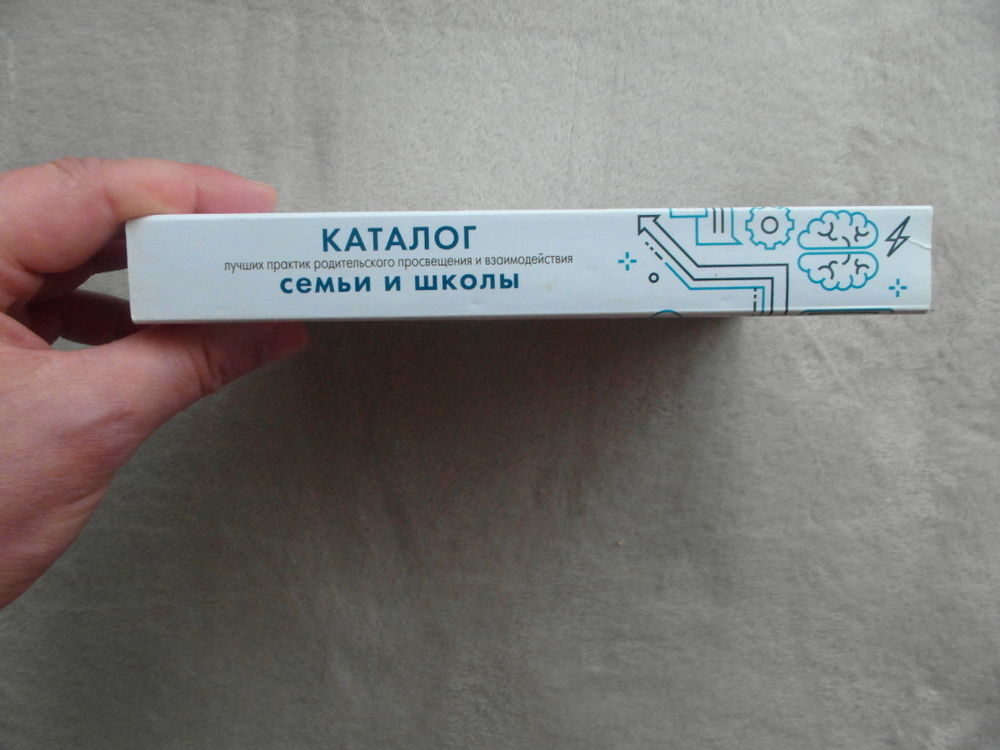 КАТАЛОГ
лучших практик родительского просвещения и взаимодействия
семьи и школы